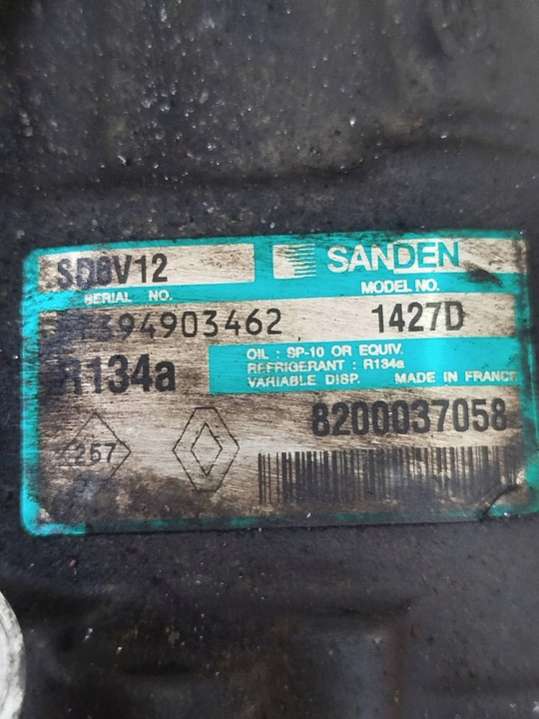 SD6V12
SANDEN
SERIAL NO.
MODEL NO.
394903462
1427D
R134a
OIL : SP-10 OR EQUIV.
REFRIGERANT : R134a
VARIABLE DISP. MADE IN FRANCE
8200037058
257